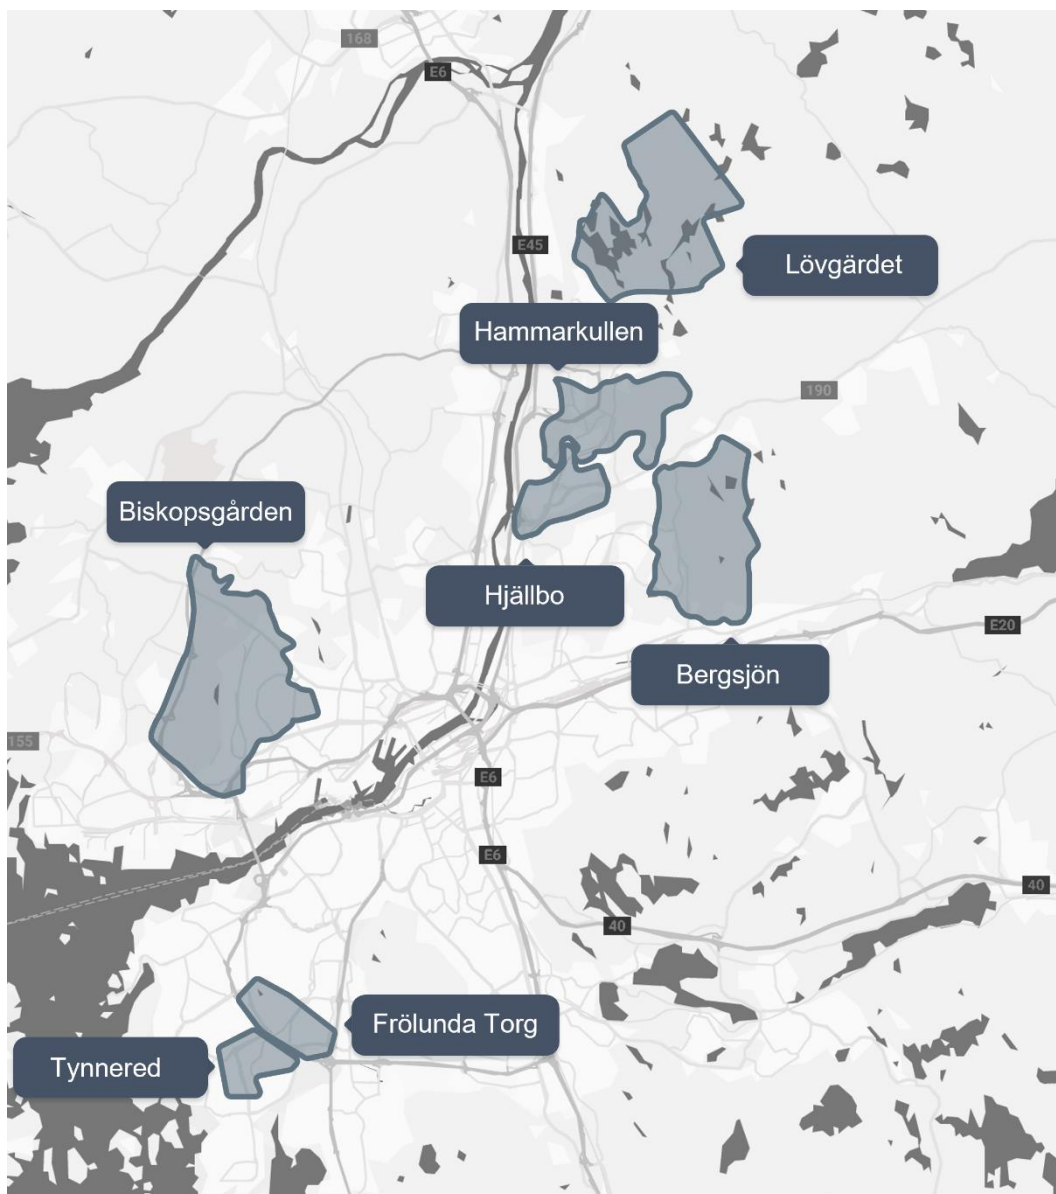 168
E6
E45
Lövgärdet
Hammarkullen
190
Biskopsgården
Hjällbo
E20
Bergsjön
155
E6
E6
40
40
Frölunda Torg
Tynnered